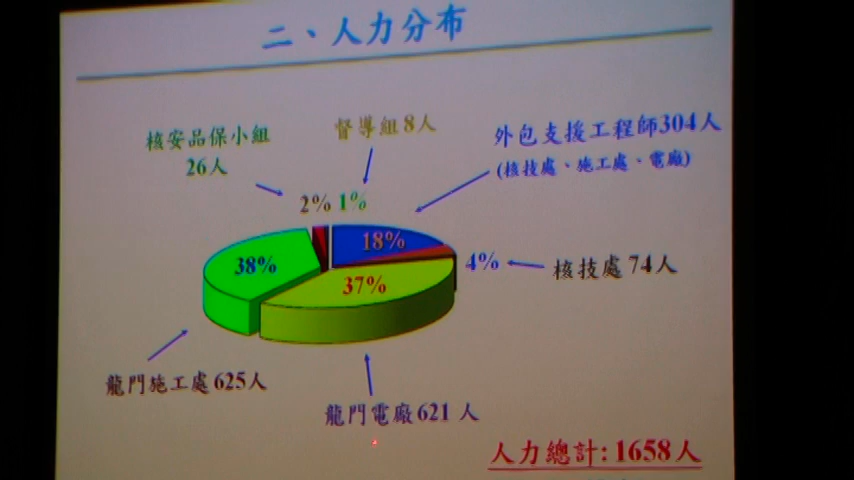 二、人力分布
核安品保小組
26人
督導組 8人
外包支援工程師304人
(核技處、施工處、電廠)
2%
1%
18%
38%
37%
4%
核技處 74人
龍門施工處 625人
龍門電廠 621 人
人力總計: 1658人